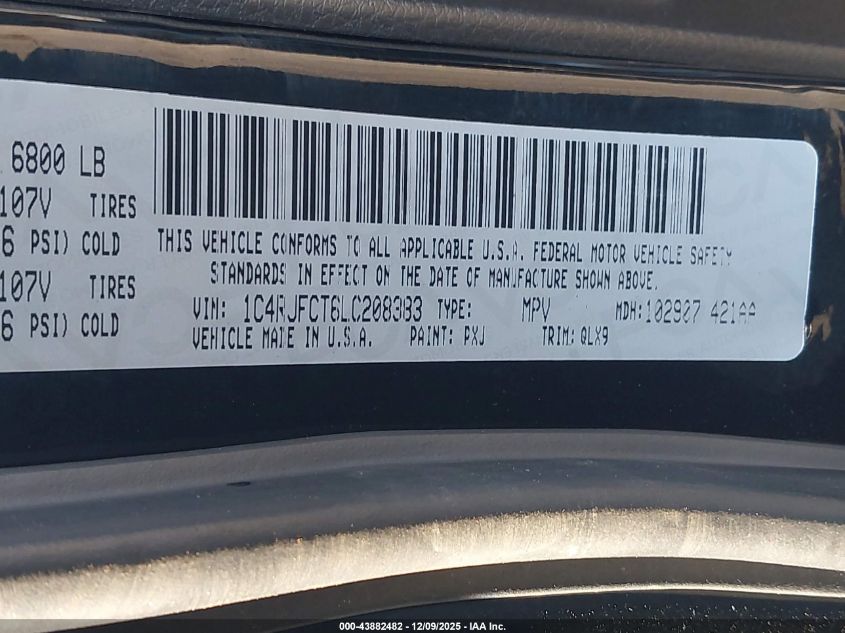 6800 LB
107V TIRES
6 PSI) COLD
107V TIRES
6 PSI) COLD
THIS VEHICLE CONFORMS TO ALL APPLICABLE U.S.A. FEDERAL MOTOR VEHICLE SAFETY
STANDARDS IN EFFECT ON THE DATE OF MANUFACTURE SHOWN ABOVE.
VIN: 1C4RJFCT6LC208383 TYPE: MPV MDH:102907 421AA
VEHICLE MADE IN U.S.A. PAINT: PXJ TRIM: QLX9
000-43882482 - 12/09/2025 - IAA Inc.